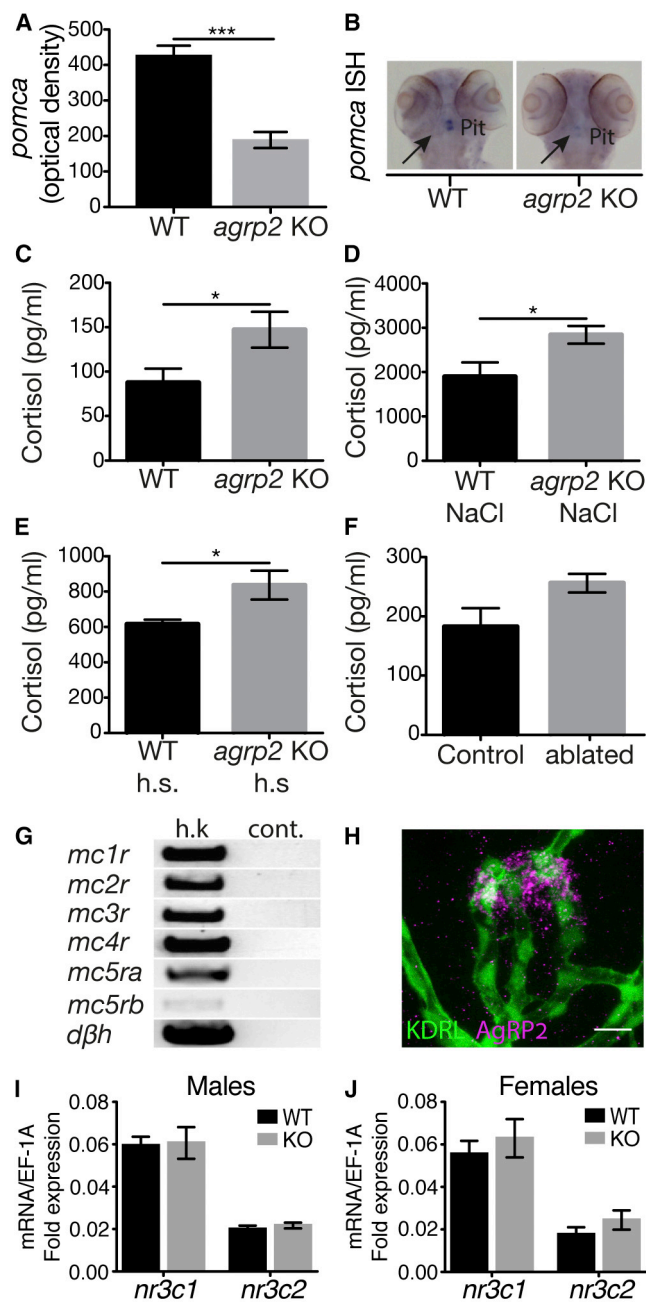 A
pomca
(optical density)
500
400
300
200
100
0
***
WT
agrp2 KO
B
pomca ISH
Pit
Pit
WT
agrp2 KO
C
Cortisol (pg/ml)
200
150
100
50
0
*
WT
agrp2 KO
D
Cortisol (pg/ml)
4000
3000
2000
1000
0
*
WT
NaCl
agrp2 KO
NaCl
E
Cortisol (pg/ml)
1000
800
600
400
200
0
*
WT
h.s.
agrp2 KO
h.s
F
Cortisol (pg/ml)
300
200
100
0
Control
ablated
G
h.k cont.
mc1r
mc2r
mc3r
mc4r
mc5ra
mc5rb
dβh
H
KDRL AgRP2
I
Males
mRNA/EF-1A
Fold expression
0.08
0.06
0.04
0.02
0.00
WT
KO
nr3c1
nr3c2
J
Females
mRNA/EF-1A
Fold expression
0.08
0.06
0.04
0.02
0.00
WT
KO
nr3c1
nr3c2